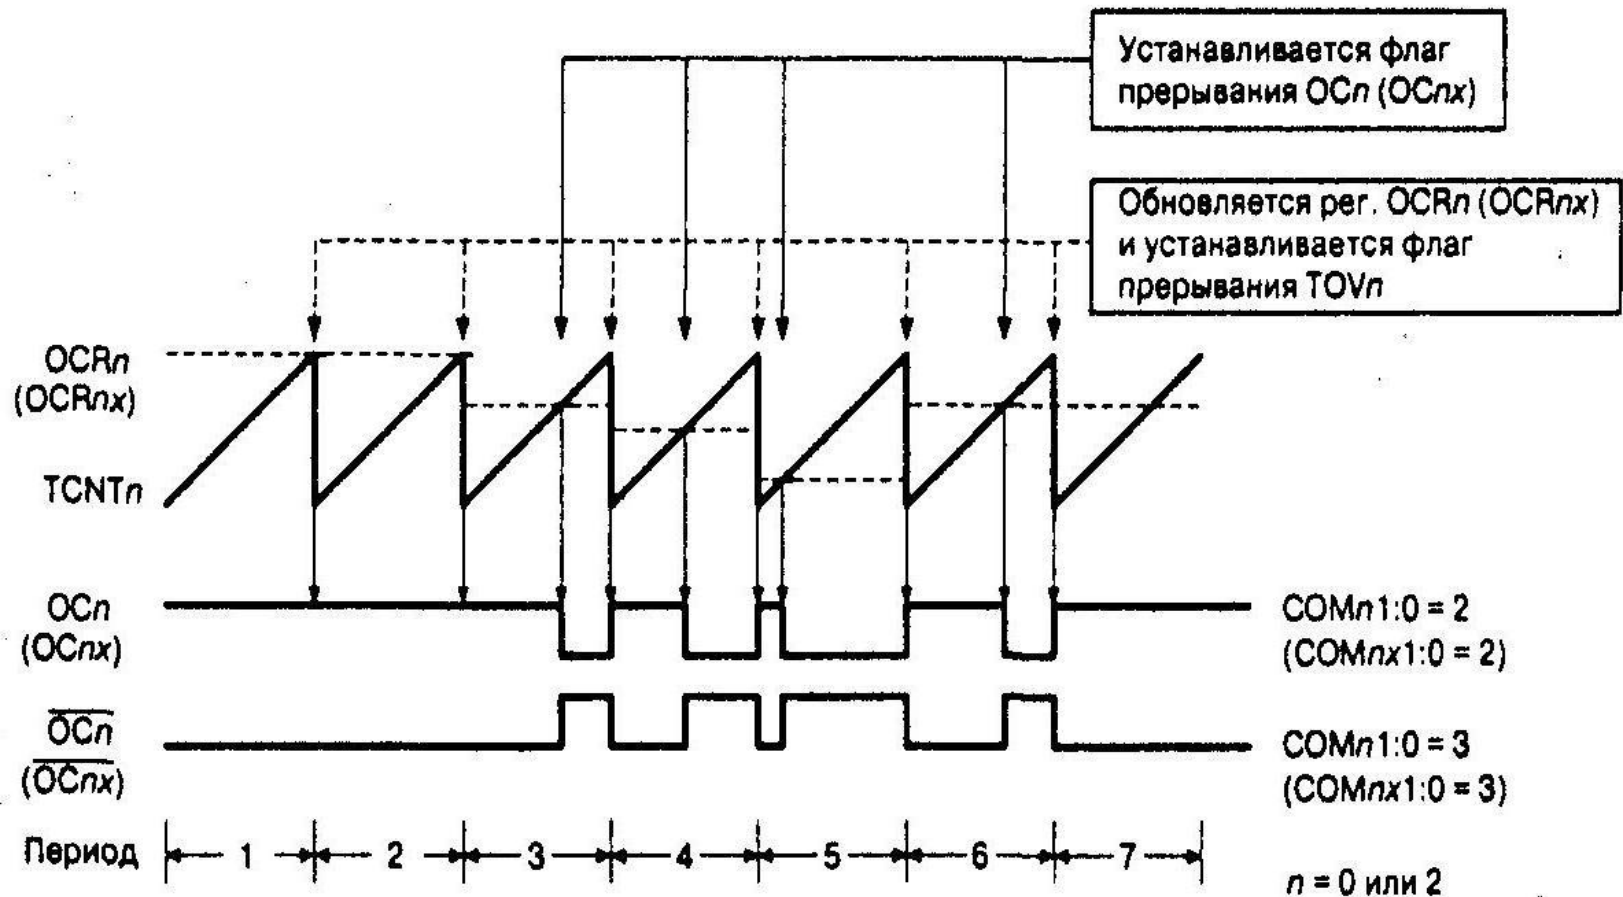 Устанавливается флаг
прерывания OCn (OCnx)
Обновляется рег. OCRn (OCRnx)
и устанавливается флаг
прерывания TOVn
OCRn
(OCRnx)
TCNTn
OCn
(OCnx)
COMn1:0 = 2
(COMnx1:0 = 2)
OCn
(OCnx)
COMn1:0 = 3
(COMnx1:0 = 3)
Период 1 2 3 4 5 6 7
n = 0 или 2